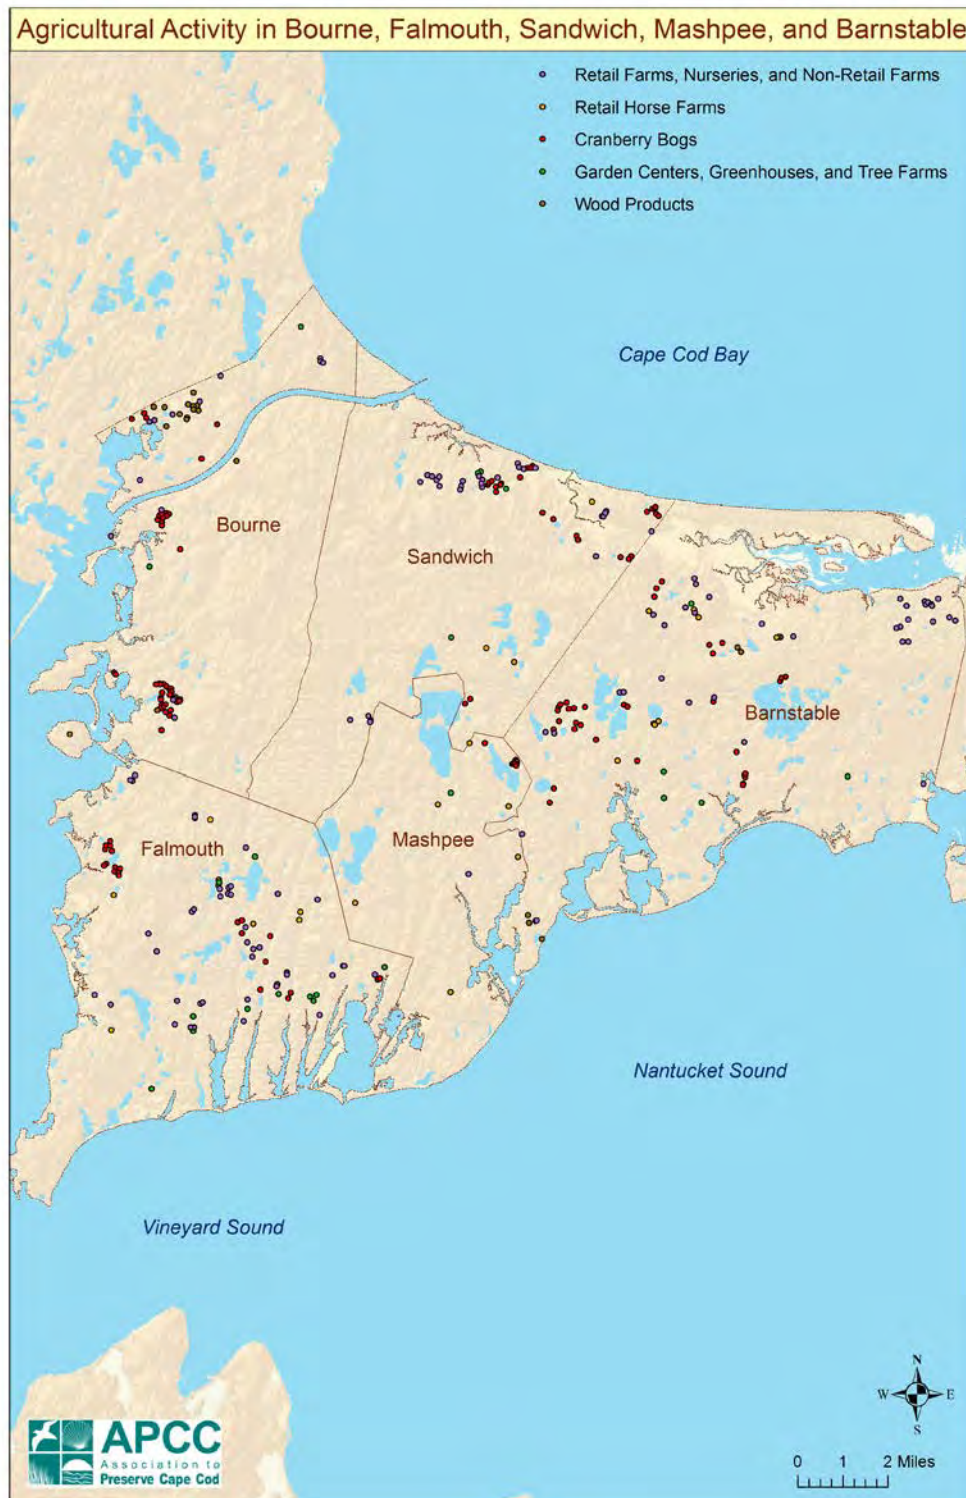 Agricultural Activity in Bourne, Falmouth, Sandwich, Mashpee, and Barnstable
Retail Farms, Nurseries, and Non-Retail Farms
Retail Horse Farms
Cranberry Bogs
Garden Centers, Greenhouses, and Tree Farms
Wood Products
Cape Cod Bay
Bourne
Sandwich
Barnstable
Falmouth
Mashpee
Nantucket Sound
Vineyard Sound
N
W E
S
APCC
Association to
Preserve Cape Cod
0 1 2 Miles